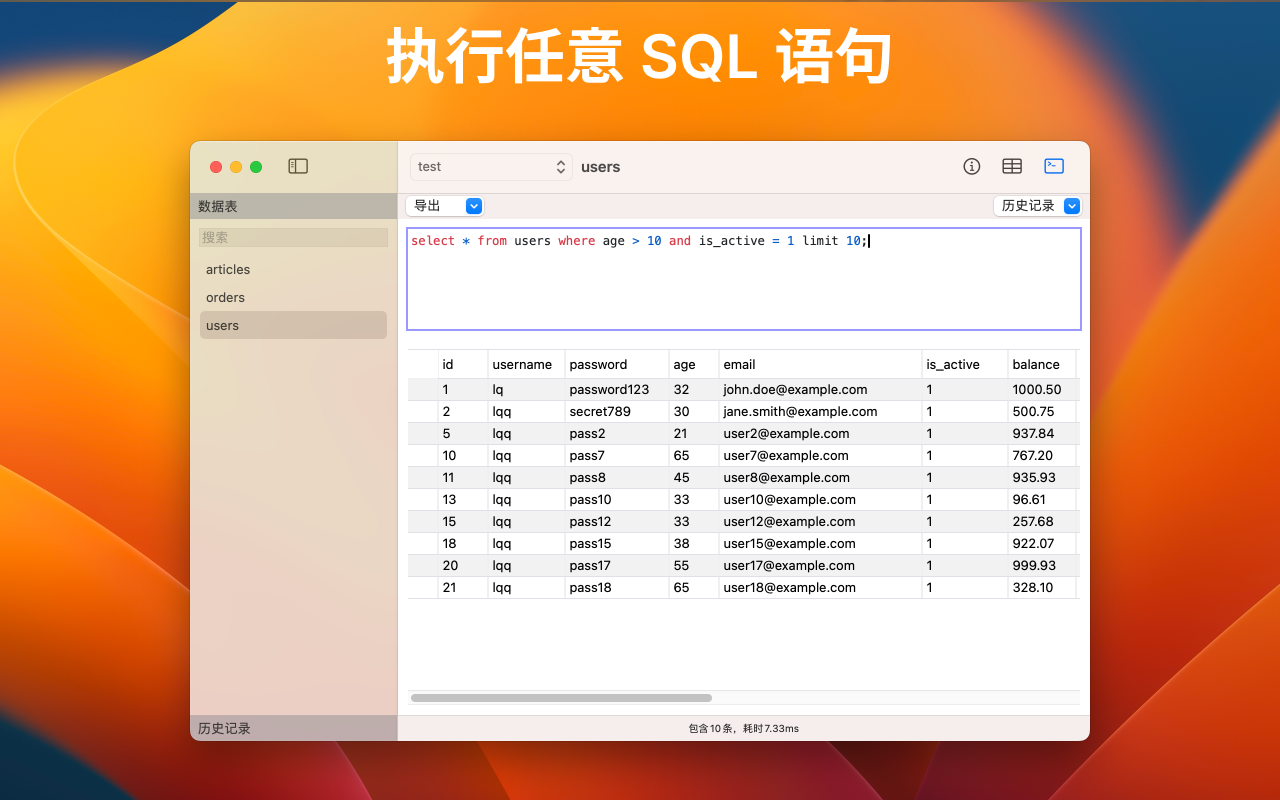 执行任意 SQL 语句
test users
数据表
导出 历史记录
搜索
articles
orders
users
select * from users where age > 10 and is_active = 1 limit 10;
id username password age email is_active balance
1 lq password123 32 john.doe@example.com 1 1000.50
2 lqq secret789 30 jane.smith@example.com 1 500.75
5 lqq pass2 21 user2@example.com 1 937.84
10 lqq pass7 65 user7@example.com 1 767.20
11 lqq pass8 45 user8@example.com 1 935.93
13 lqq pass10 33 user10@example.com 1 96.61
15 lqq pass12 33 user12@example.com 1 257.68
18 lqq pass15 38 user15@example.com 1 922.07
20 lqq pass17 55 user17@example.com 1 999.93
21 lqq pass18 65 user18@example.com 1 328.10
历史记录
包含10条，耗时7.33ms